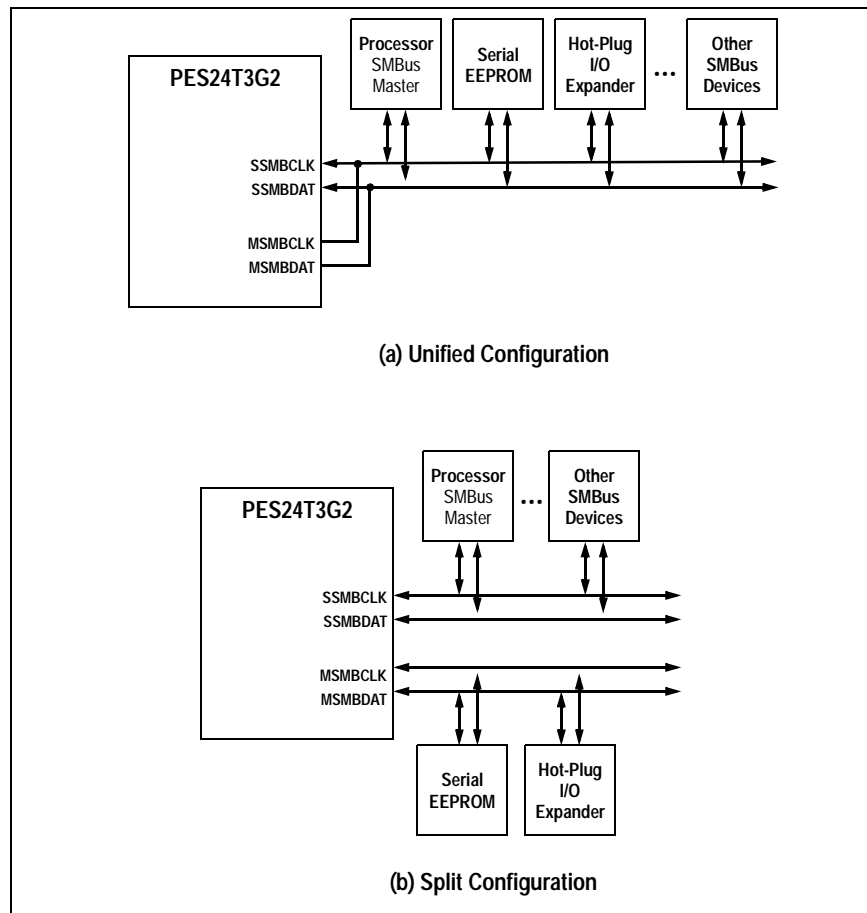 PES24T3G2
Processor
SMBus
Master
Serial
EEPROM
Hot-Plug
I/O
Expander
...
Other
SMBus
Devices
SSMBCLK
SSMBDAT
MSMBCLK
MSMBDAT
(a) Unified Configuration
PES24T3G2
Processor
SMBus
Master
...
Other
SMBus
Devices
SSMBCLK
SSMBDAT
MSMBCLK
MSMBDAT
Serial
EEPROM
Hot-Plug
I/O
Expander
(b) Split Configuration